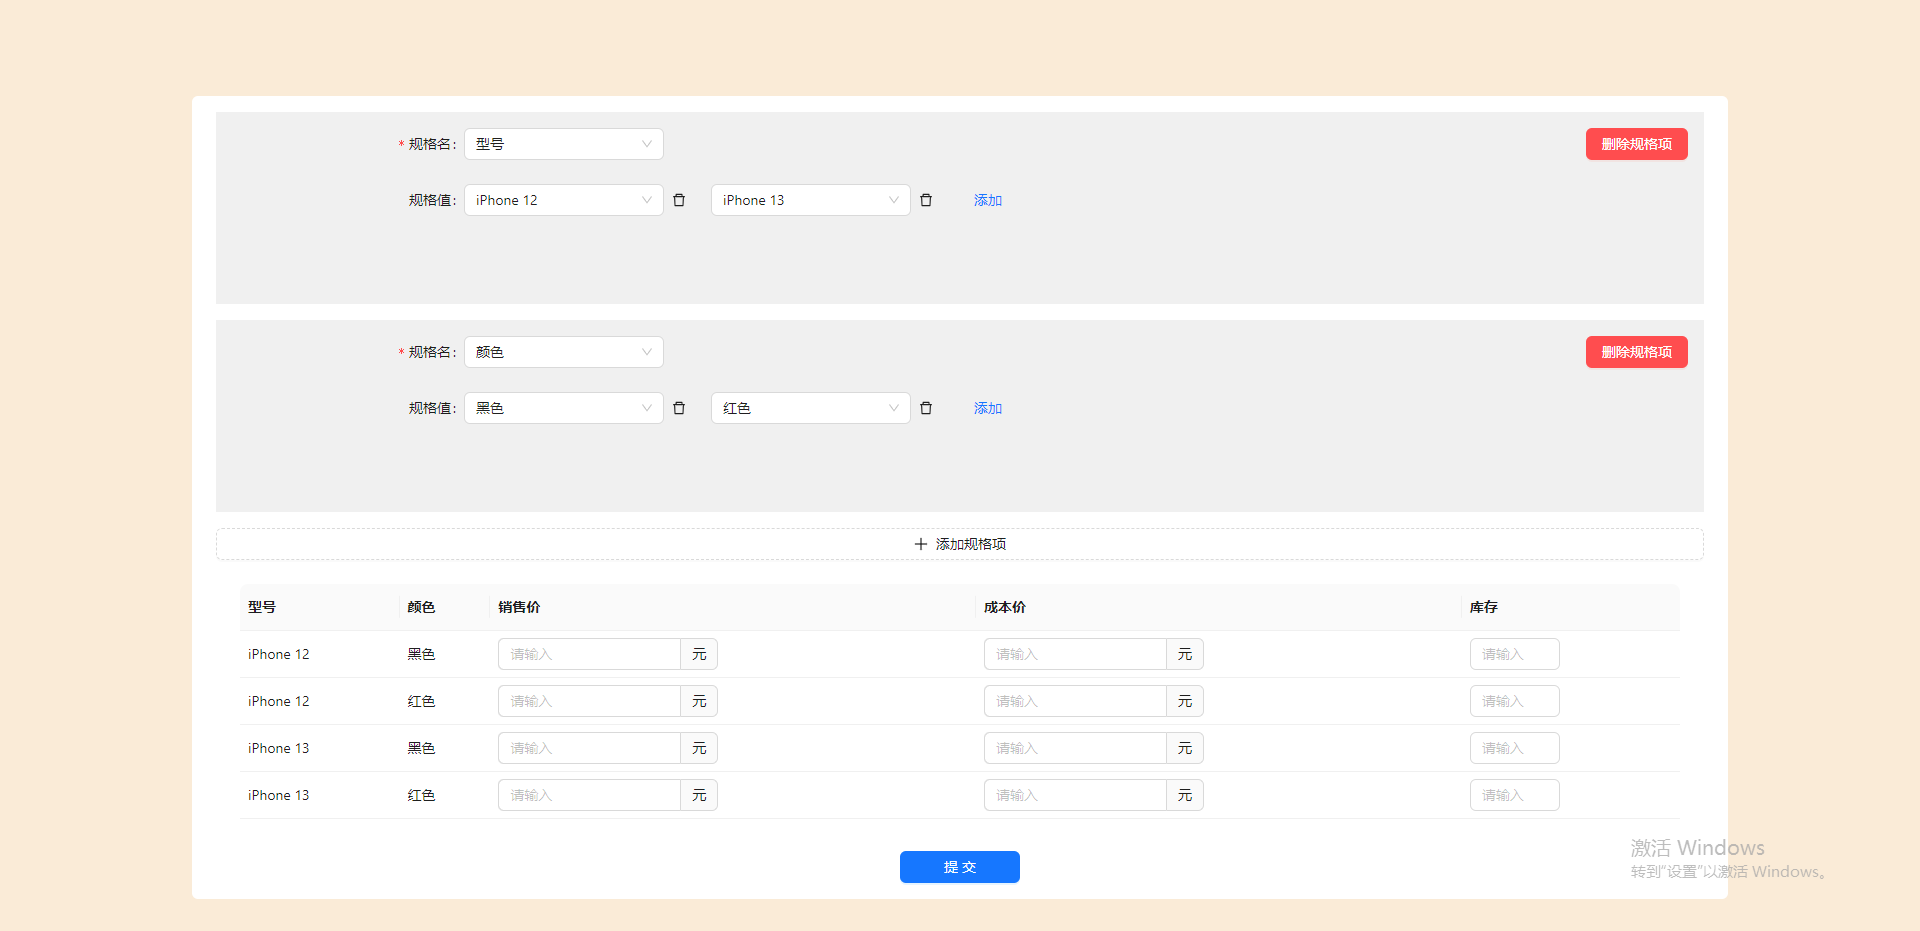 * 规格名: 型号 删除规格项
规格值: iPhone 12 iPhone 13 添加
* 规格名: 颜色 删除规格项
规格值: 黑色 红色 添加
添加规格项
型号 颜色 销售价 成本价 库存
iPhone 12 黑色 请输入 元 请输入 元 请输入
iPhone 12 红色 请输入 元 请输入 元 请输入
iPhone 13 黑色 请输入 元 请输入 元 请输入
iPhone 13 红色 请输入 元 请输入 元 请输入
激活 Windows
提 交
转到"设置"以激活 Windows。